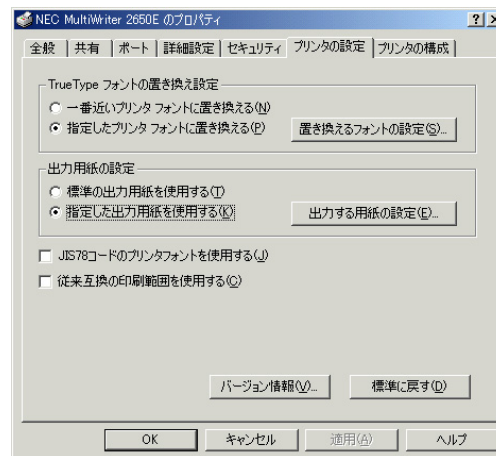 NEC MultiWriter 2650E のプロパティ
全般 共有 ポート 詳細設定 セキュリティ プリンタの設定 プリンタの構成
TrueType フォントの置き換え設定
一番近いプリンタ フォントに置き換える(N)
指定したプリンタ フォントに置き換える(P) 置き換えるフォントの設定(S)...
出力用紙の設定
標準の出力用紙を使用する(T)
指定した出力用紙を使用する(K) 出力する用紙の設定(E)...
JIS78コードのプリンタフォントを使用する(J)
従来互換の印刷範囲を使用する(C)
バージョン情報(V)... 標準に戻す(D)
OK キャンセル 適用(A) ヘルプ